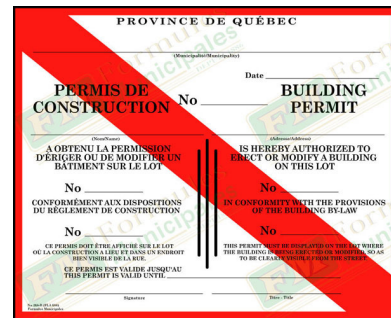 PROVINCE DE QUÉBEC
(Municipalité/Municipality)
Date
PERMIS DE CONSTRUCTION
No
BUILDING PERMIT
(Nom/Name)
(Adresse/Address)
A OBTENU LA PERMISSION
D'ÉRIGER OU DE MODIFIER UN
BÂTIMENT SUR LE LOT
No
CONFORMÉMENT AUX DISPOSITIONS
DU RÈGLEMENT DE CONSTRUCTION
No
CE PERMIS DOIT ÊTRE AFFICHÉ SUR LE LOT
OÙ LA CONSTRUCTION A LIEU ET DANS UN ENDROIT
BIEN VISIBLE DE LA RUE.
IS HEREBY AUTHORIZED TO
ERECT OR MODIFY A BUILDING
ON THIS LOT
No
IN CONFORMITY WITH THE PROVISIONS
OF THE BUILDING BY-LAW
No
THIS PERMIT MUST BE DISPLAYED ON THE LOT WHERE
THE BUILDING IS BEING ERECTED OR MODIFIED, SO AS
TO BE CLEARLY VISIBLE FROM THE STREET
CE PERMIS EST VALIDE JUSQU'AU
THIS PERMIT IS VALID UNTIL
Signature
Titre - Title
Formules Municipales